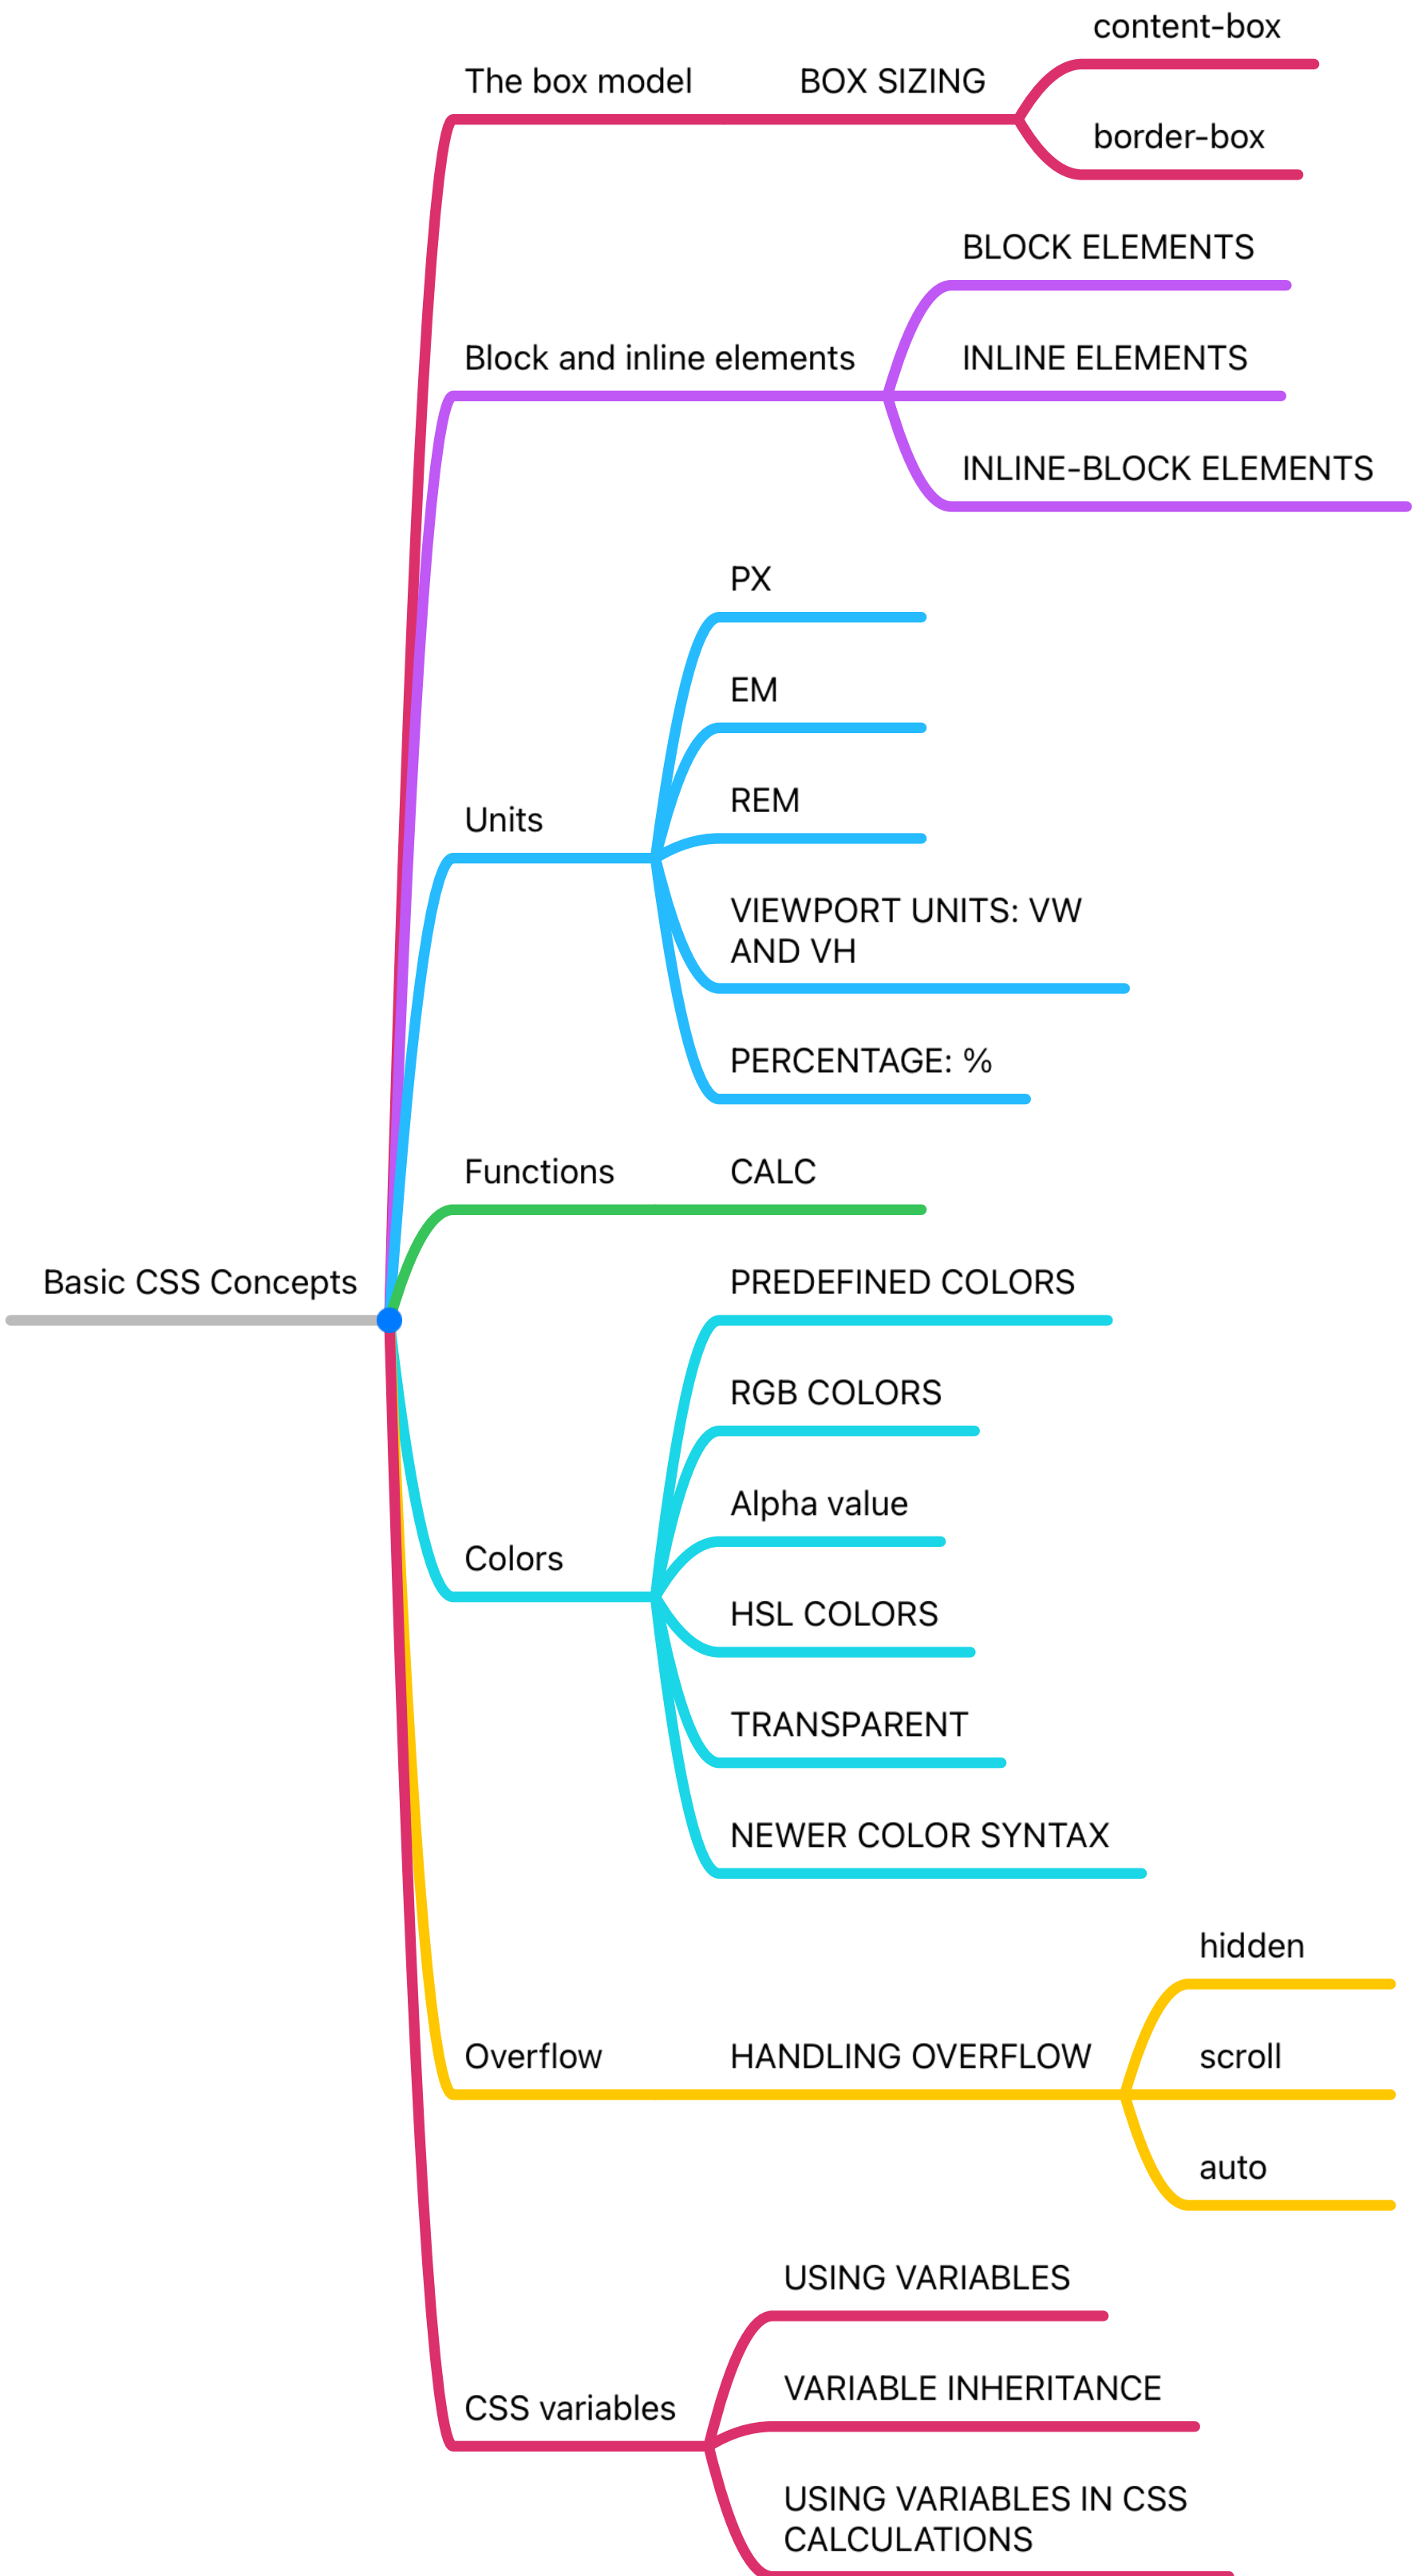 Basic CSS Concepts
The box model
BOX SIZING
content-box
border-box
Block and inline elements
BLOCK ELEMENTS
INLINE ELEMENTS
INLINE-BLOCK ELEMENTS
Units
PX
EM
REM
VIEWPORT UNITS: VW
AND VH
PERCENTAGE: %
Functions
CALC
Colors
PREDEFINED COLORS
RGB COLORS
Alpha value
HSL COLORS
TRANSPARENT
NEWER COLOR SYNTAX
Overflow
HANDLING OVERFLOW
hidden
scroll
auto
CSS variables
USING VARIABLES
VARIABLE INHERITANCE
USING VARIABLES IN CSS
CALCULATIONS